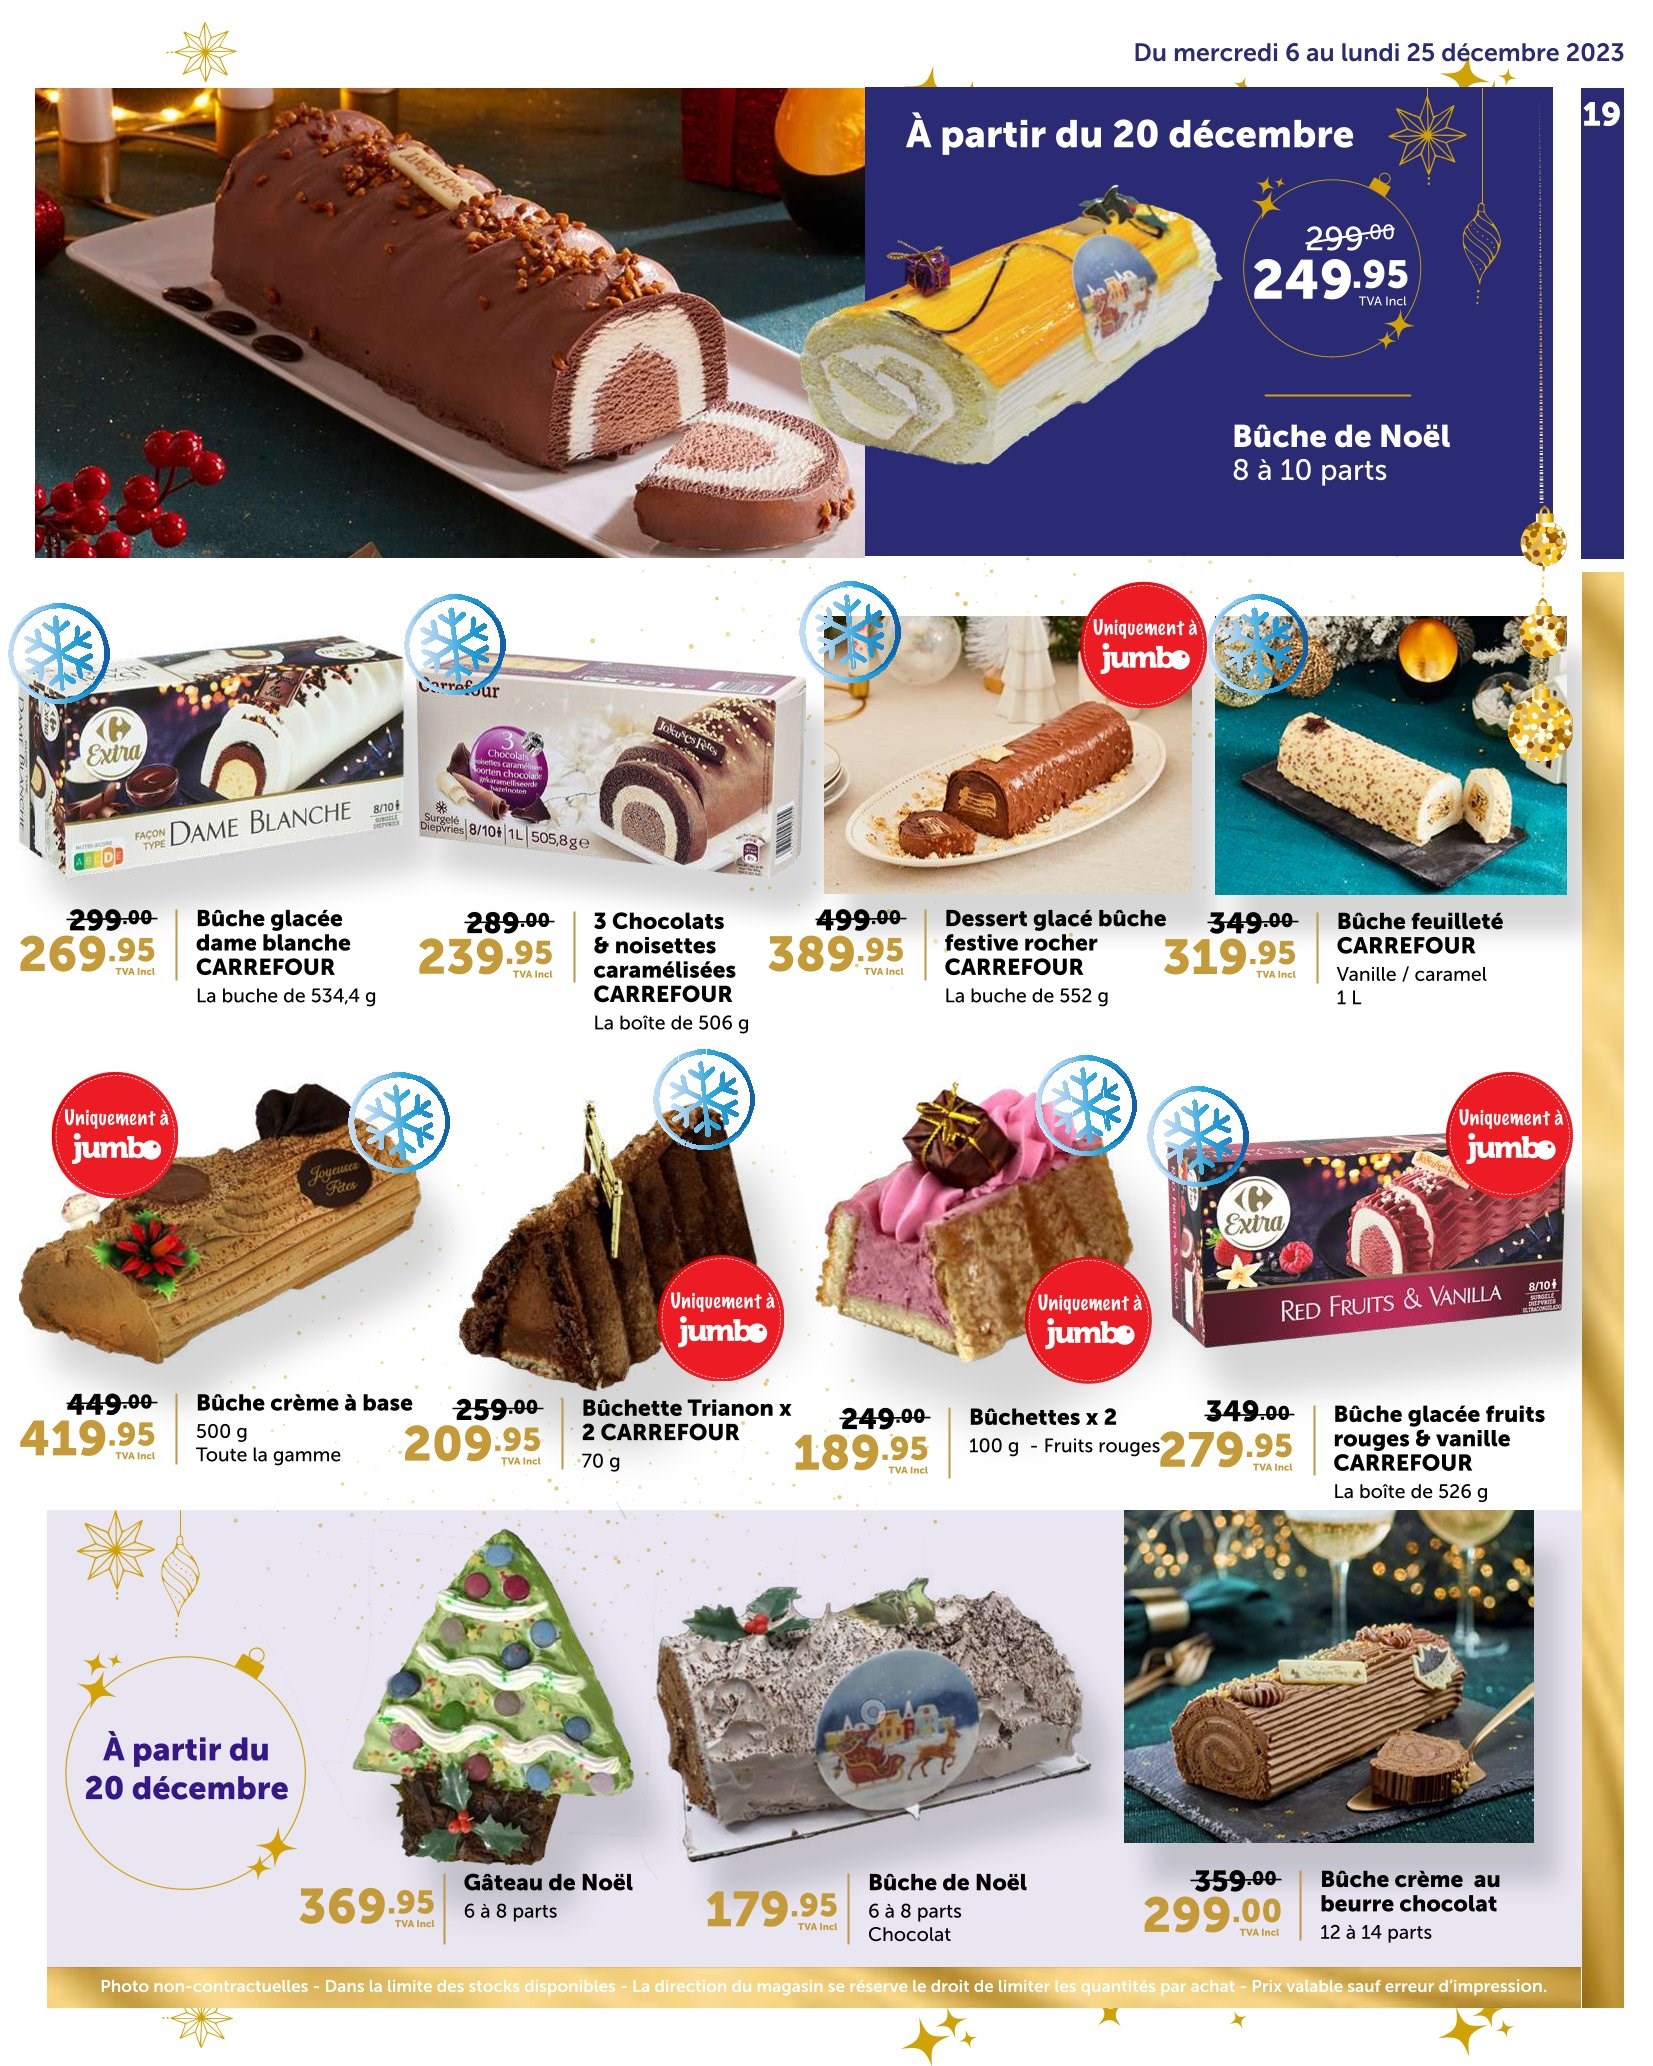 Du mercredi 6 au lundi 25 décembre 2023
19
À partir du 20 décembre
299.00
249.95
TVA Incl
Bûche de Noël
8 à 10 parts
Uniquement à
jumbo
Extra
FAÇON
TYPE
DAME BLANCHE
8/10
Carrefour
3
Chocolats
noisettes caramélisées
soorten chocolade
gekarameliseerde
hazelnoten
Joyeuses Fêtes
Surgelé
Diepvries
8/10
1L
505,8g e
299.00
269.95
TVA Incl
Bûche glacée
dame blanche
CARREFOUR
La buche de 534,4 g
289.00
239.95
TVA Incl
3 Chocolats
& noisettes
caramélisées
CARREFOUR
La boîte de 506 g
499.00
389.95
TVA Incl
Dessert glacé bûche
festive rocher
CARREFOUR
La buche de 552 g
349.00
319.95
TVA Incl
Bûche feuilleté
CARREFOUR
Vanille / caramel
1 L
Uniquement à
jumbo
Joyeuses
Fêtes
Uniquement à
jumbo
Uniquement à
jumbo
Uniquement à
jumbo
Extra
RED FRUITS & VANILLA
8/10
449.00
419.95
TVA Incl
Bûche crème à base
500 g
Toute la gamme
259.00
209.95
TVA Incl
Bûchette Trianon x
2 CARREFOUR
70 g
249.00
189.95
TVA Incl
Bûchettes x 2
100 g - Fruits rouges
349.00
279.95
TVA Incl
Bûche glacée fruits
rouges & vanille
CARREFOUR
La boîte de 526 g
À partir du
20 décembre
369.95
TVA Incl
Gâteau de Noël
6 à 8 parts
179.95
TVA Incl
Bûche de Noël
6 à 8 parts
Chocolat
359.00
299.00
TVA Incl
Bûche crème au
beurre chocolat
12 à 14 parts
Photo non-contractuelles - Dans la limite des stocks disponibles - La direction du magasin se réserve le droit de limiter les quantités par achat - Prix valable sauf erreur d'impression.